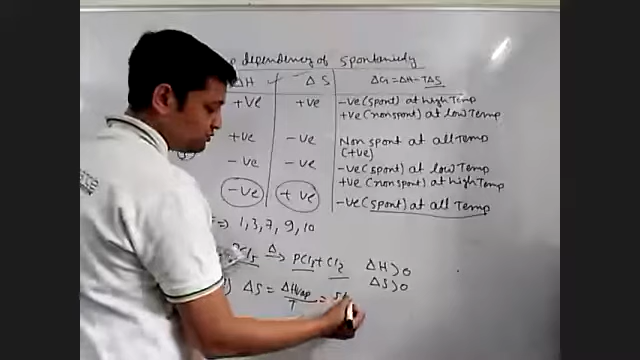 dependency of spontaniedy
ΔH ΔS ΔG = ΔH - TΔS
+ve +ve -ve (spont) at high Temp
+ve (nonspont) at low Temp
+ve -ve Non spont at all Temp
(+ve)
-ve -ve -ve (spont) at low Temp
+ve (nonspont) at high Temp
-ve +ve -ve (spont) at all Temp
⇒ 1, 3, 7, 9, 10
PCl5 Δ→ PCl3 + Cl2 ΔH>0
ΔS>0
ΔS = ΔHvap / T =